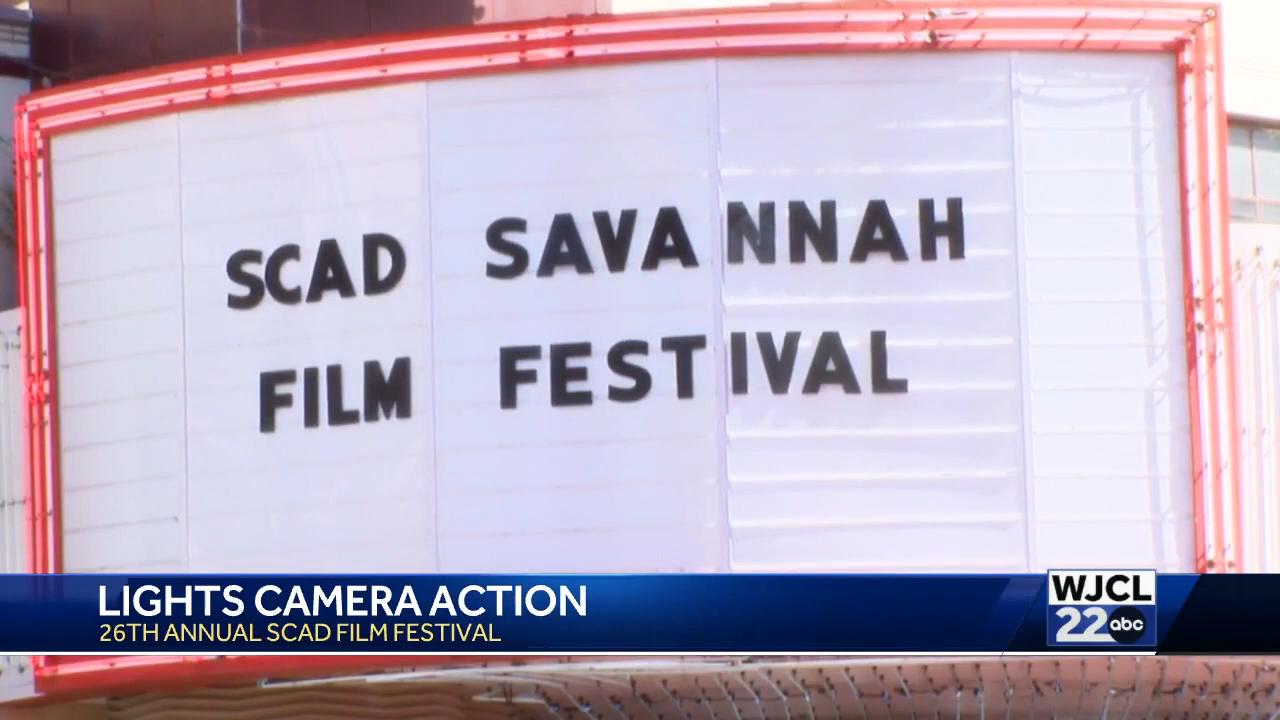 SCAD SAVANNAH
FILM FESTIVAL
LIGHTS CAMERA ACTION
26TH ANNUAL SCAD FILM FESTIVAL
WJCL
22 abc